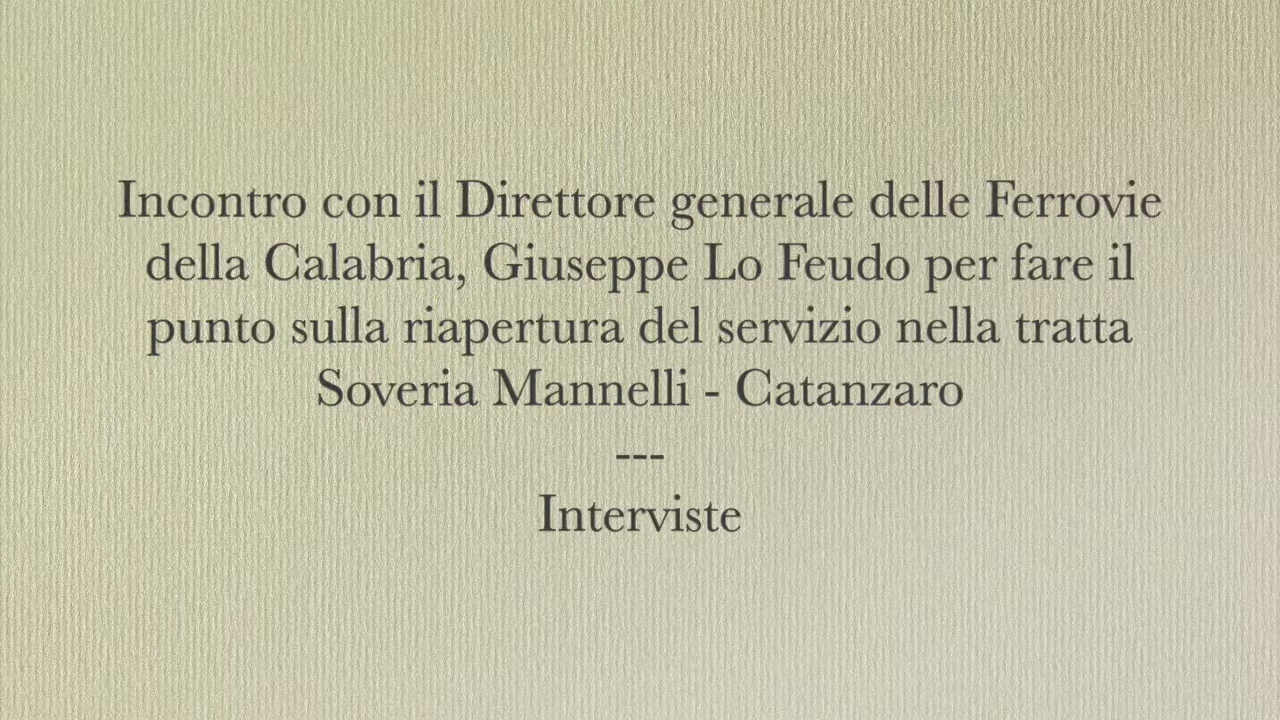 Incontro con il Direttore generale delle Ferrovie
della Calabria, Giuseppe Lo Feudo per fare il
punto sulla riapertura del servizio nella tratta
Soveria Mannelli - Catanzaro
---
Interviste